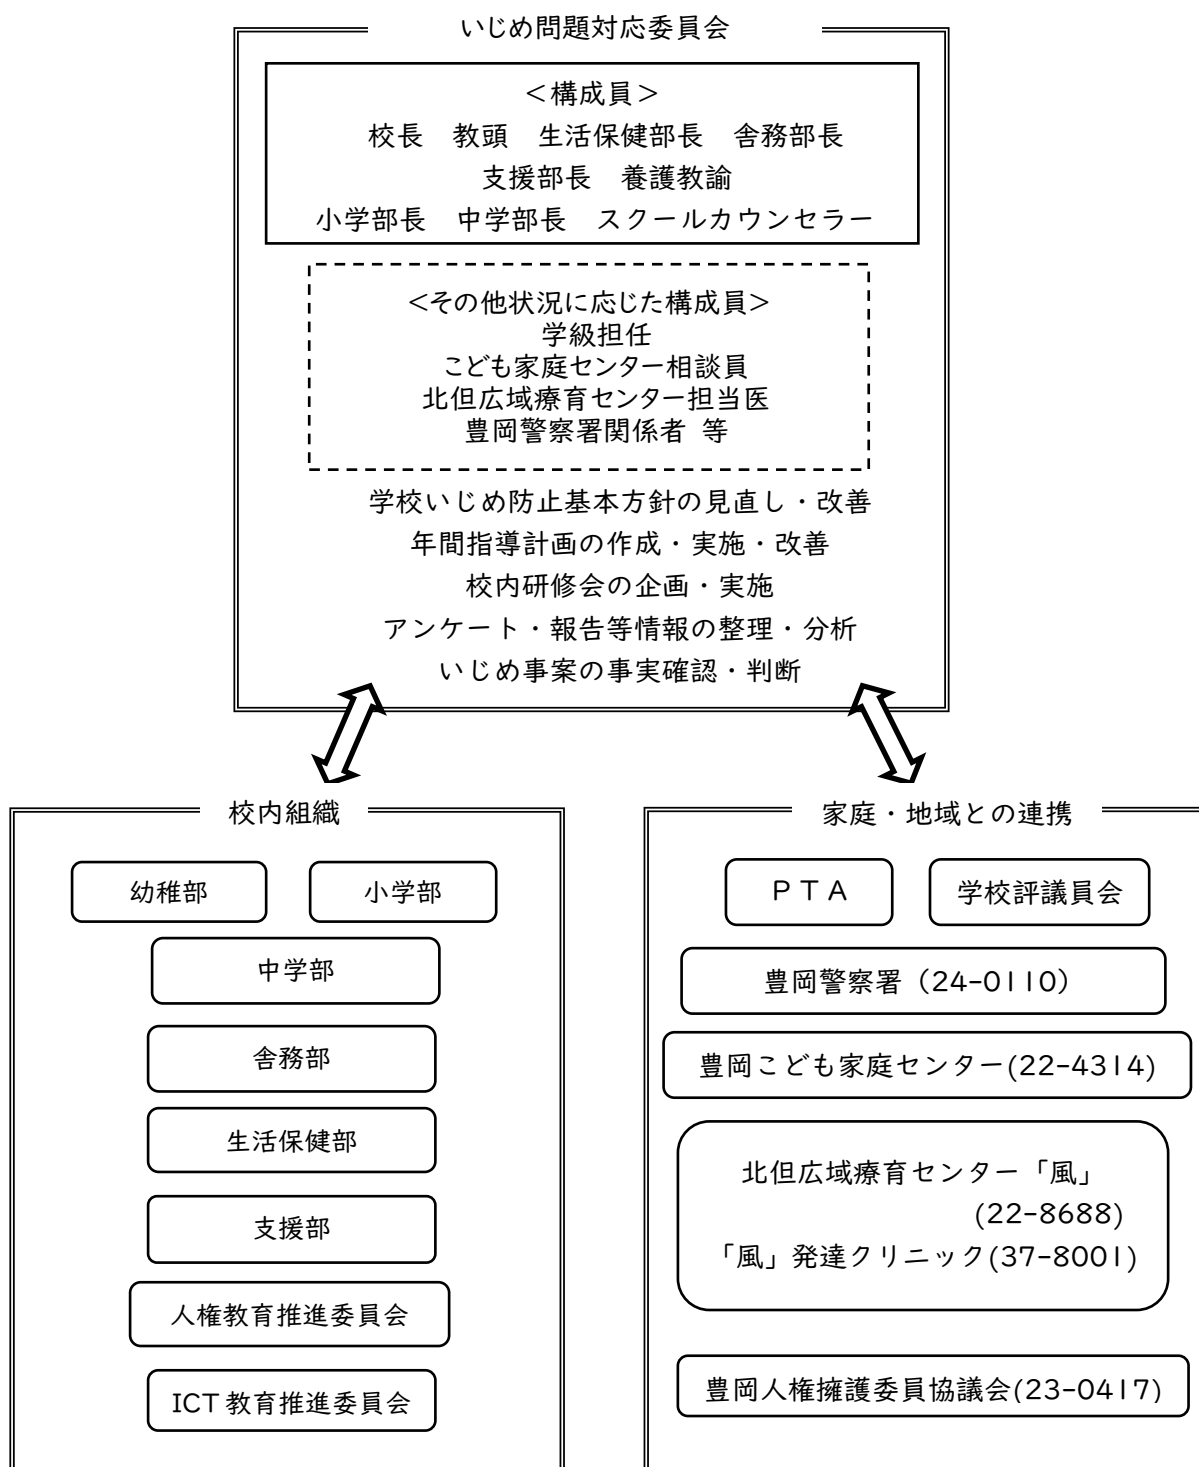 いじめ問題対応委員会
＜構成員＞
校長　教頭　生活保健部長　舎務部長
支援部長　養護教諭
小学部長　中学部長　スクールカウンセラー
＜その他状況に応じた構成員＞
学級担任
こども家庭センター相談員
北但広域療育センター担当医
豊岡警察署関係者 等
学校いじめ防止基本方針の見直し・改善
年間指導計画の作成・実施・改善
校内研修会の企画・実施
アンケート・報告等情報の整理・分析
いじめ事案の事実確認・判断
校内組織
幼稚部　小学部
中学部
舎務部
生活保健部
支援部
人権教育推進委員会
ICT 教育推進委員会
家庭・地域との連携
ＰＴＡ　学校評議員会
豊岡警察署（24-0110）
豊岡こども家庭センター(22-4314)
北但広域療育センター「風」
(22-8688)
「風」発達クリニック(37-8001)
豊岡人権擁護委員協議会(23-0417)